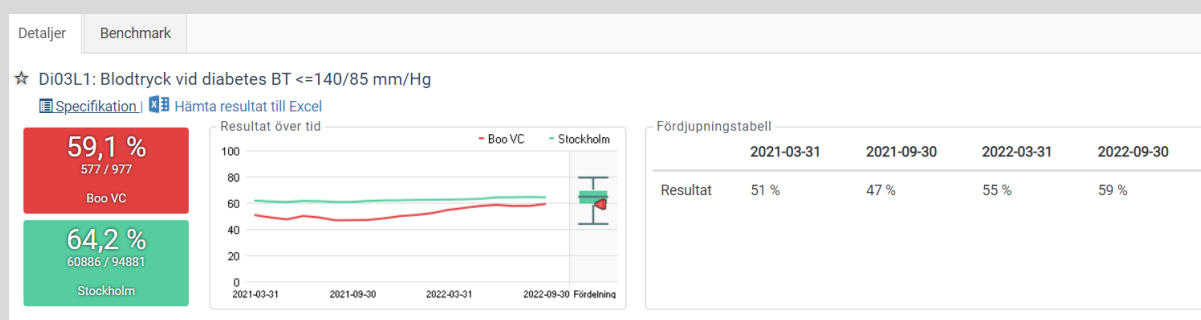 Detaljer
Benchmark
Di03L1: Blodtryck vid diabetes BT <=140/85 mm/Hg
Specifikation | Hämta resultat till Excel
59,1 %
577 / 977
Boo VC
64,2 %
60886 / 94881
Stockholm
Resultat över tid
Boo VC
Stockholm
100
80
60
40
20
0
2021-03-31
2021-09-30
2022-03-31
2022-09-30
Fördelning
Fördjupningstabell
2021-03-31 2021-09-30 2022-03-31 2022-09-30
Resultat 51 % 47 % 55 % 59 %